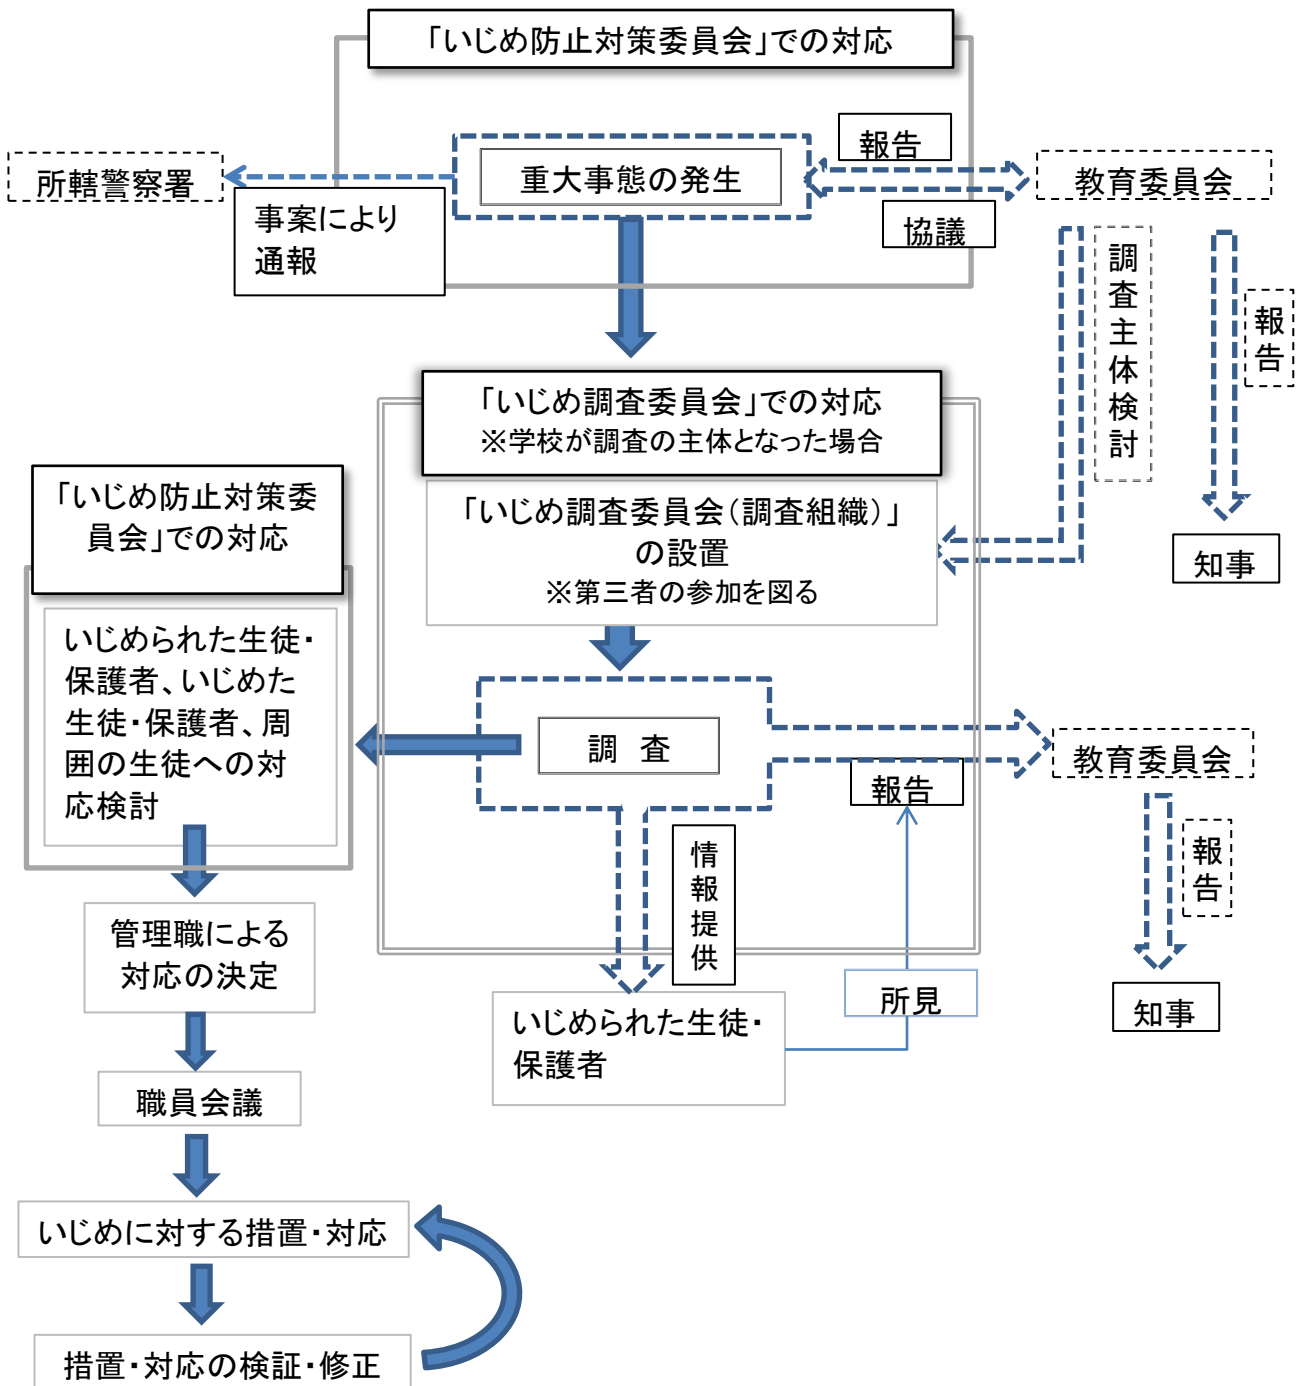 「いじめ防止対策委員会」での対応
報告
所轄警察署
重大事態の発生
教育委員会
事案により
通報
協議
調査主体検討
報告
「いじめ調査委員会」での対応
※学校が調査の主体となった場合
「いじめ防止対策委
員会」での対応
「いじめ調査委員会(調査組織)」
の設置
※第三者の参加を図る
知事
いじめられた生徒・
保護者、いじめた
生徒・保護者、周
囲の生徒への対
応検討
調 査
教育委員会
報告
情報提供
報告
管理職による
対応の決定
所見
知事
いじめられた生徒・
保護者
職員会議
いじめに対する措置・対応
措置・対応の検証・修正